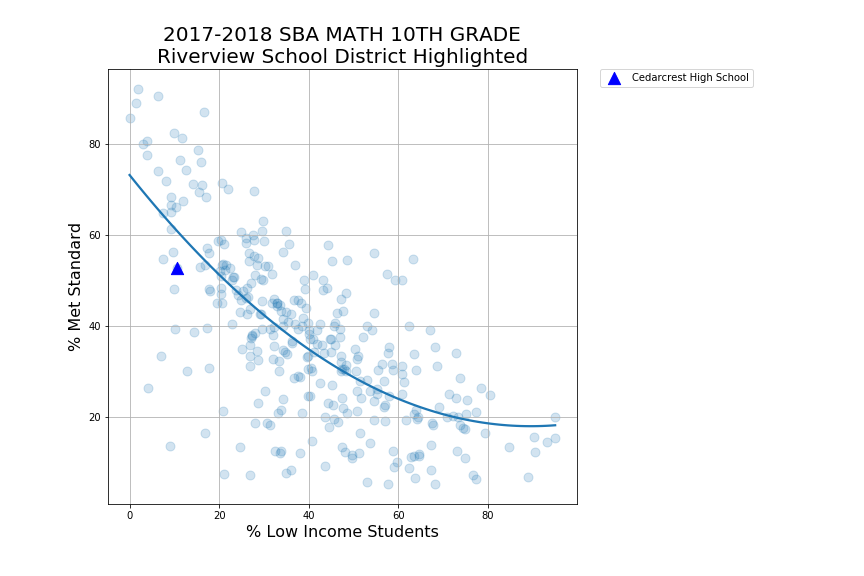 2017-2018 SBA MATH 10TH GRADE
Riverview School District Highlighted
Cedarcrest High School
% Met Standard
80
60
40
20
0
20
40
60
80
% Low Income Students